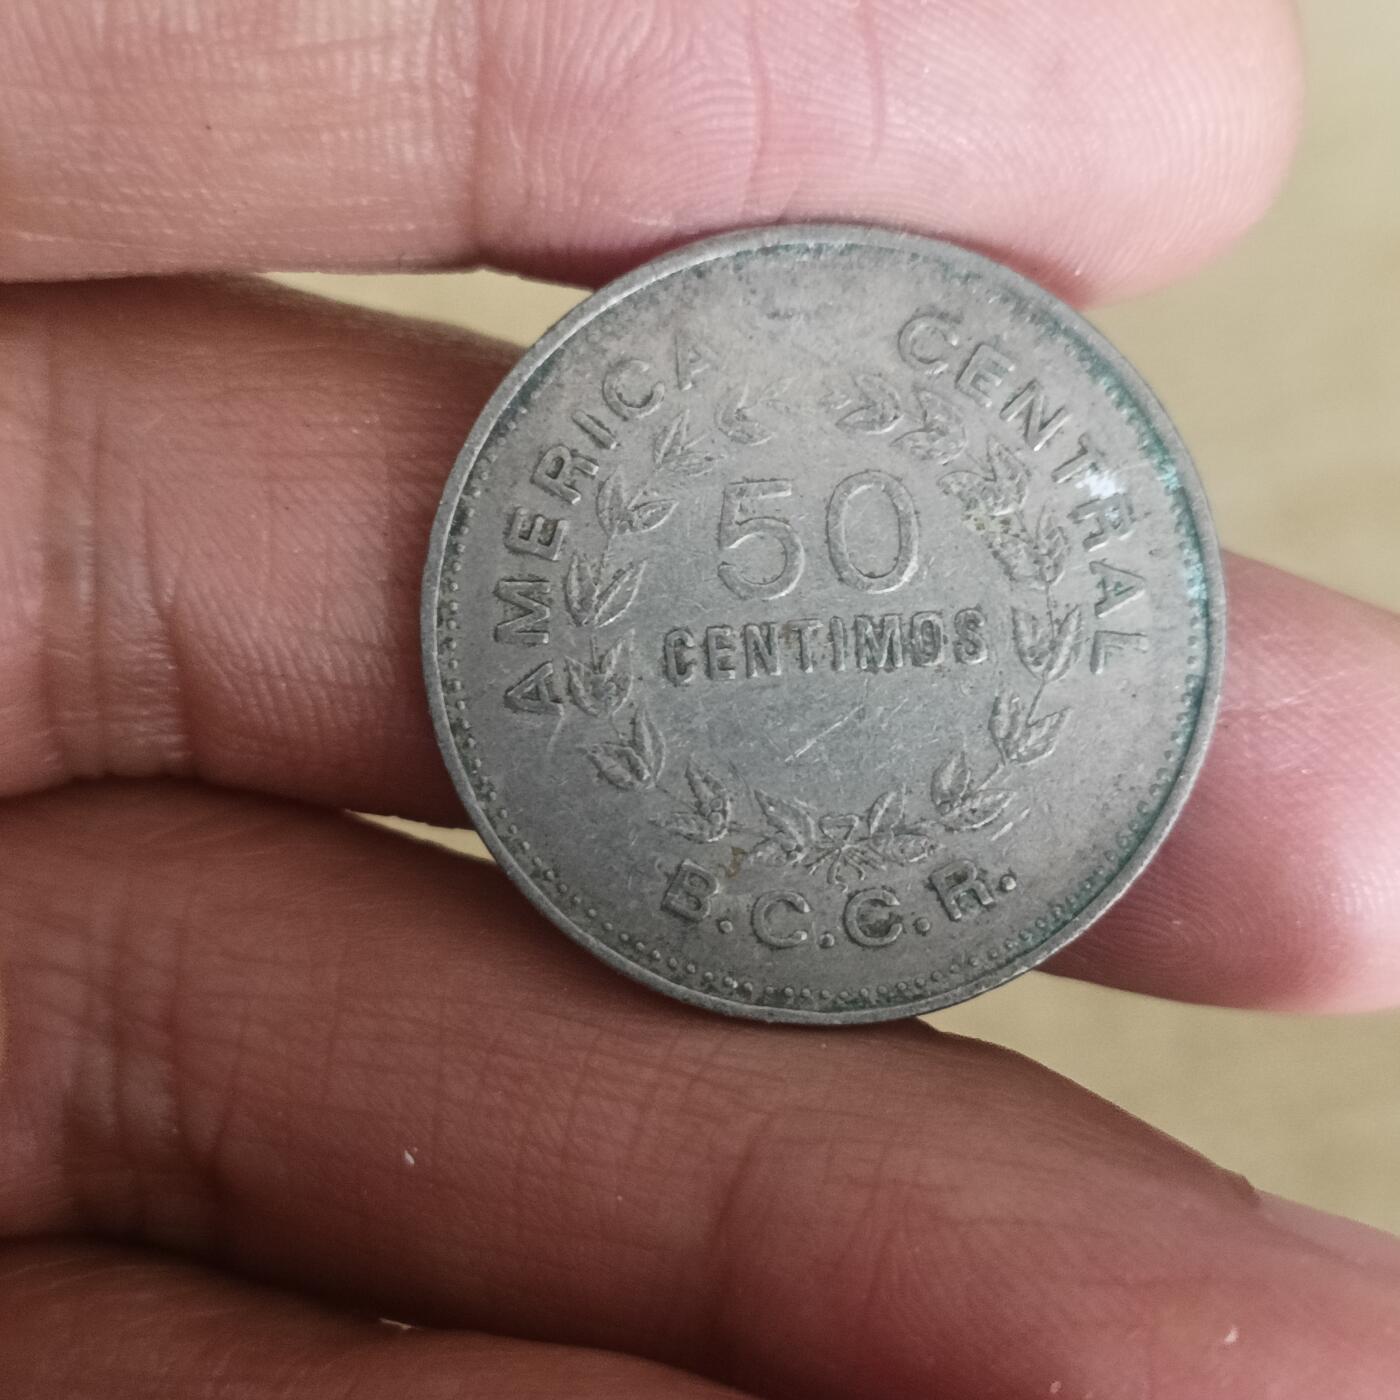 AMERICA CENTRAL
50
CENTIMOS
B.C.C.R.